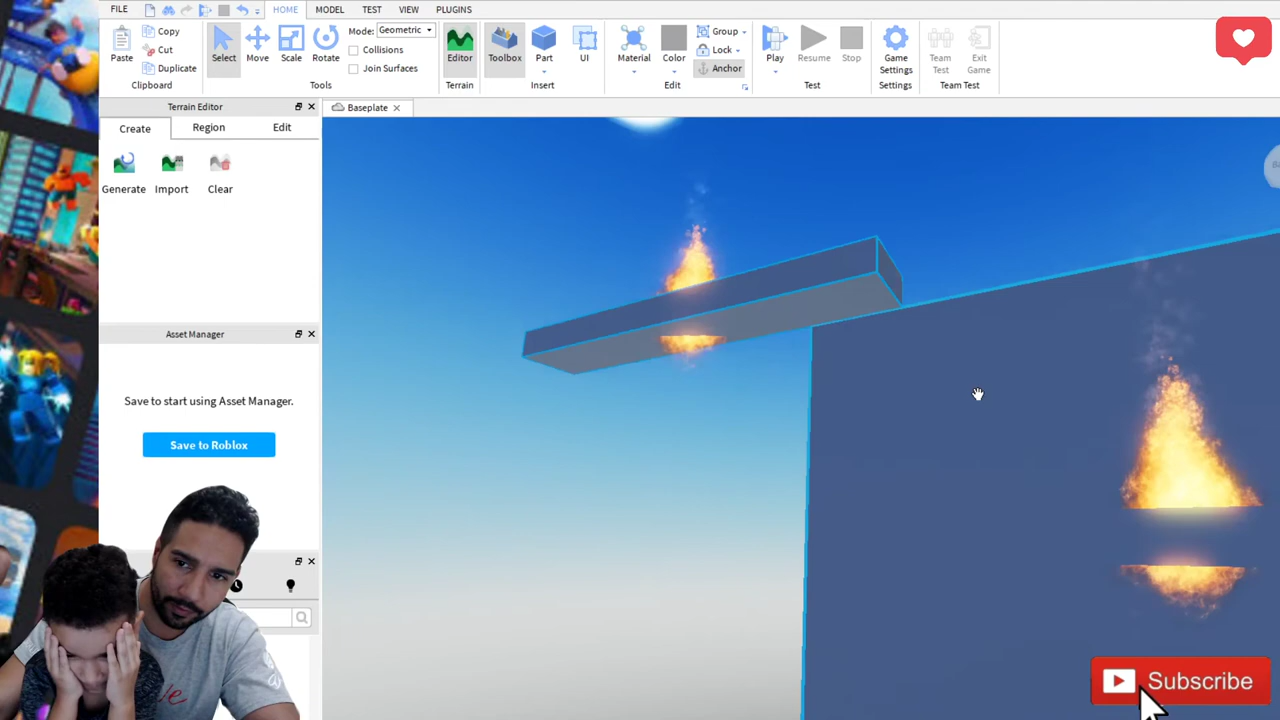 FILE HOME MODEL TEST VIEW PLUGINS
Copy
Cut
Duplicate
Paste
Clipboard
Select Move Scale Rotate
Mode: Geometric
Collisions
Join Surfaces
Tools
Editor
Terrain
Toolbox Part UI
Insert
Material Color
Group
Lock
Anchor
Edit
Play Resume Stop
Test
Game
Settings
Settings
Team
Test
Exit
Game
Team Test
Terrain Editor
Baseplate
Create Region Edit
Generate Import Clear
Asset Manager
Save to start using Asset Manager.
Save to Roblox
Subscribe